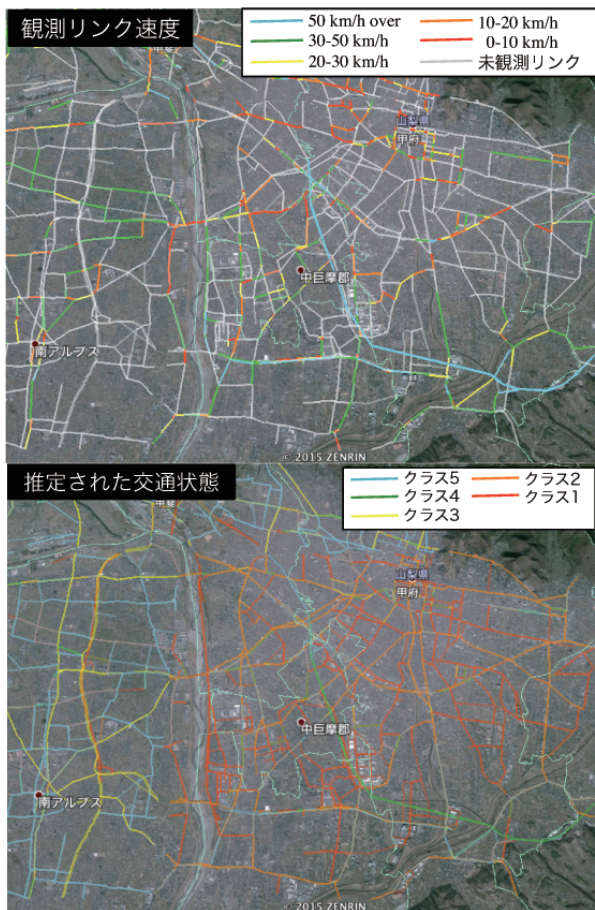 観測リンク速度
50 km/h over
10-20 km/h
30-50 km/h
0-10 km/h
20-30 km/h
未観測リンク
甲斐
山梨県
甲府
中巨摩郡
南アルプス
© 2015 ZENRIN
推定された交通状態
クラス5
クラス2
クラス4
クラス1
クラス3
甲斐
山梨県
甲府
中巨摩郡
南アルプス
© 2015 ZENRIN